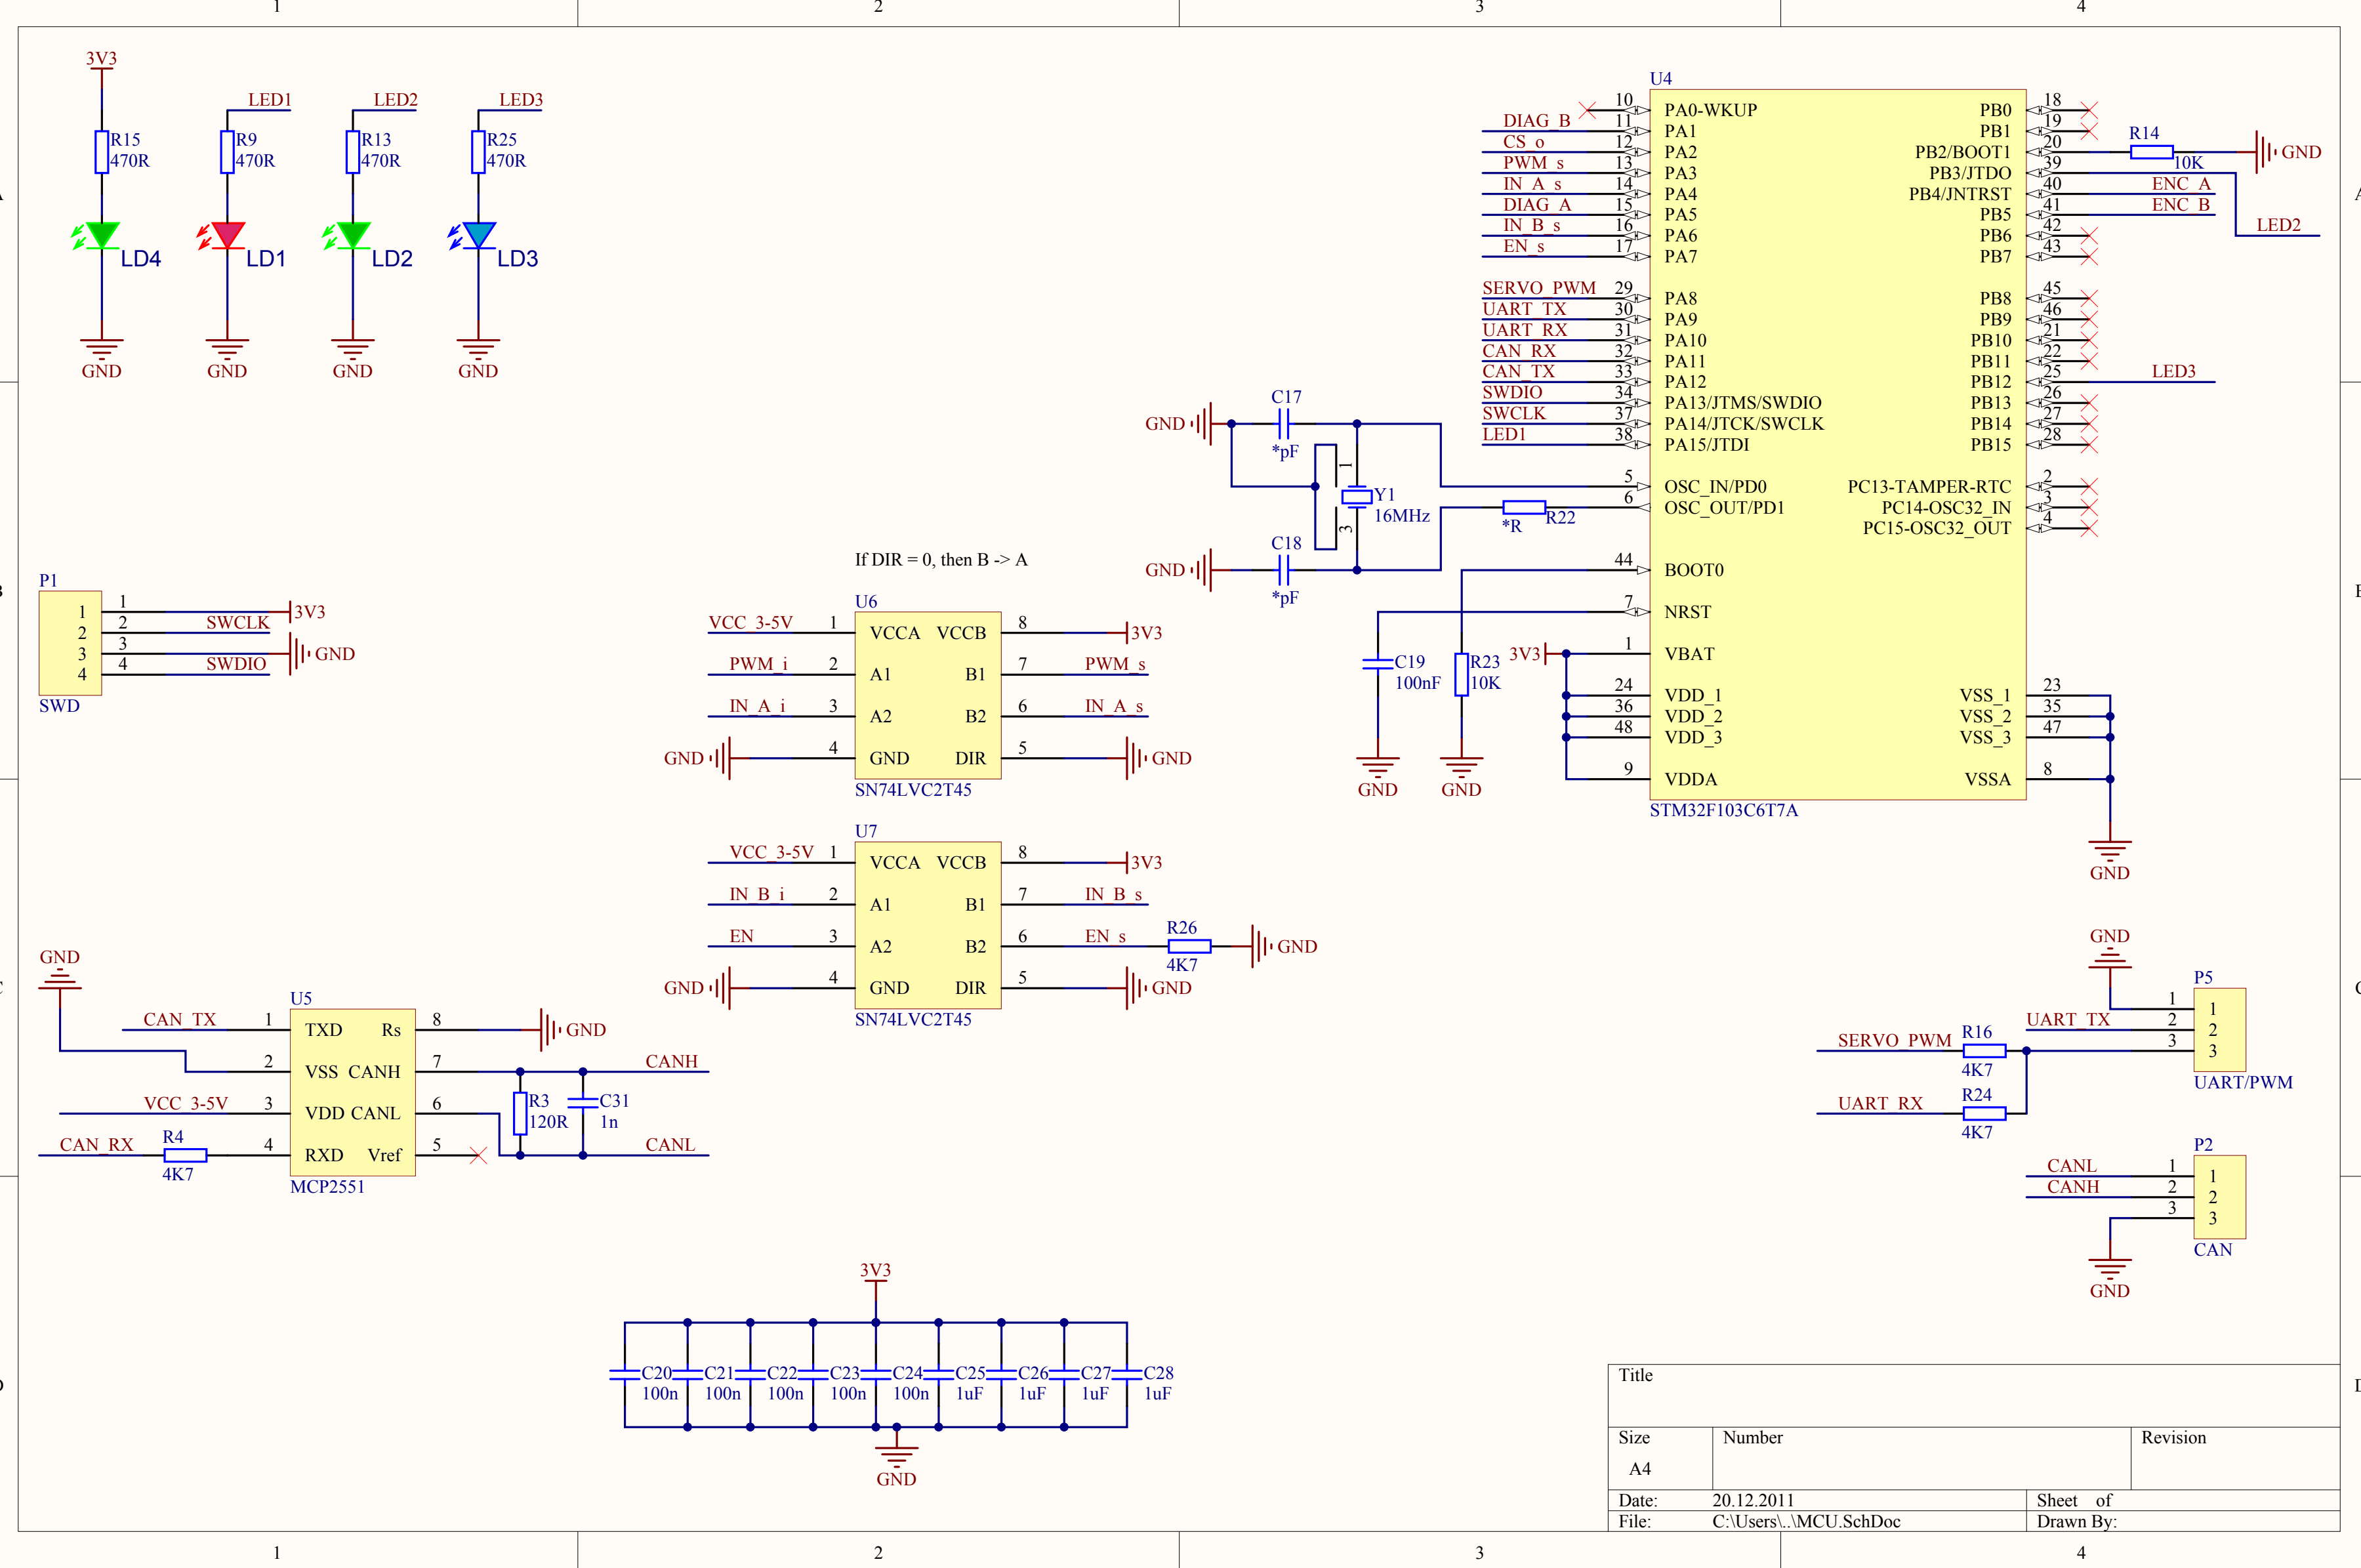 1 2 3 4
3V3
R15
470R
LD4
GND
LED1
R9
470R
LD1
GND
LED2
R13
470R
LD2
GND
LED3
R25
470R
LD3
GND
U4
10 PA0-WKUP
DIAG_B 11 PA1
CS_o 12 PA2
PWM_s 13 PA3
IN_A_s 14 PA4
DIAG_A 15 PA5
IN_B_s 16 PA6
EN_s 17 PA7
SERVO_PWM 29 PA8
UART_TX 30 PA9
UART_RX 31 PA10
CAN_RX 32 PA11
CAN_TX 33 PA12
SWDIO 34 PA13/JTMS/SWDIO
SWCLK 37 PA14/JTCK/SWCLK
LED1 38 PA15/JTDI
5 OSC_IN/PD0
6 OSC_OUT/PD1
44 BOOT0
7 NRST
3V3 1 VBAT
24 VDD_1
36 VDD_2
48 VDD_3
9 VDDA
PB0 18
PB1 19
PB2/BOOT1 20
PB3/JTDO 39
PB4/JNTRST 40 ENC_A
PB5 41 ENC_B
PB6 42
PB7 43
PB8 45
PB9 46
PB10 21
PB11 22
PB12 25 LED3
PB13 26
PB14 27
PB15 28
PC13-TAMPER-RTC 2
PC14-OSC32_IN 3
PC15-OSC32_OUT 4
VSS_1 23
VSS_2 35
VSS_3 47
VSSA 8
STM32F103C6T7A
GND
R14
10K
GND
LED2
GND
C17
*pF
1
Y1
16MHz
3
GND
C18
*pF
*R R22
C19
100nF
GND
R23
10K
GND
P1
1 1 3V3
2 2 SWCLK
3 3 GND
4 4 SWDIO
SWD
If DIR = 0, then B -> A
U6
VCC_3-5V 1 VCCA VCCB 8 3V3
PWM_i 2 A1 B1 7 PWM_s
IN_A_i 3 A2 B2 6 IN_A_s
GND 4 GND DIR 5 GND
SN74LVC2T45
U7
VCC_3-5V 1 VCCA VCCB 8 3V3
IN_B_i 2 A1 B1 7 IN_B_s
EN 3 A2 B2 6 EN_s R26 GND
4K7
GND 4 GND DIR 5 GND
SN74LVC2T45
GND
U5
CAN_TX 1 TXD Rs 8 GND
2 VSS CANH 7 CANH
VCC_3-5V 3 VDD CANL 6
CAN_RX R4 4 RXD Vref 5 CANL
4K7
MCP2551
R3
120R
C31
1n
GND
P5
1 1
UART_TX 2 2
SERVO_PWM R16 3 3
4K7
UART/PWM
UART_RX R24
4K7
P2
CANL 1 1
CANH 2 2
3 3
CAN
GND
3V3
C20 C21 C22 C23 C24 C25 C26 C27 C28
100n 100n 100n 100n 100n 1uF 1uF 1uF 1uF
GND
Title
Size Number Revision
A4
Date: 20.12.2011 Sheet of
File: C:\Users\..\MCU.SchDoc Drawn By:
1 2 3 4